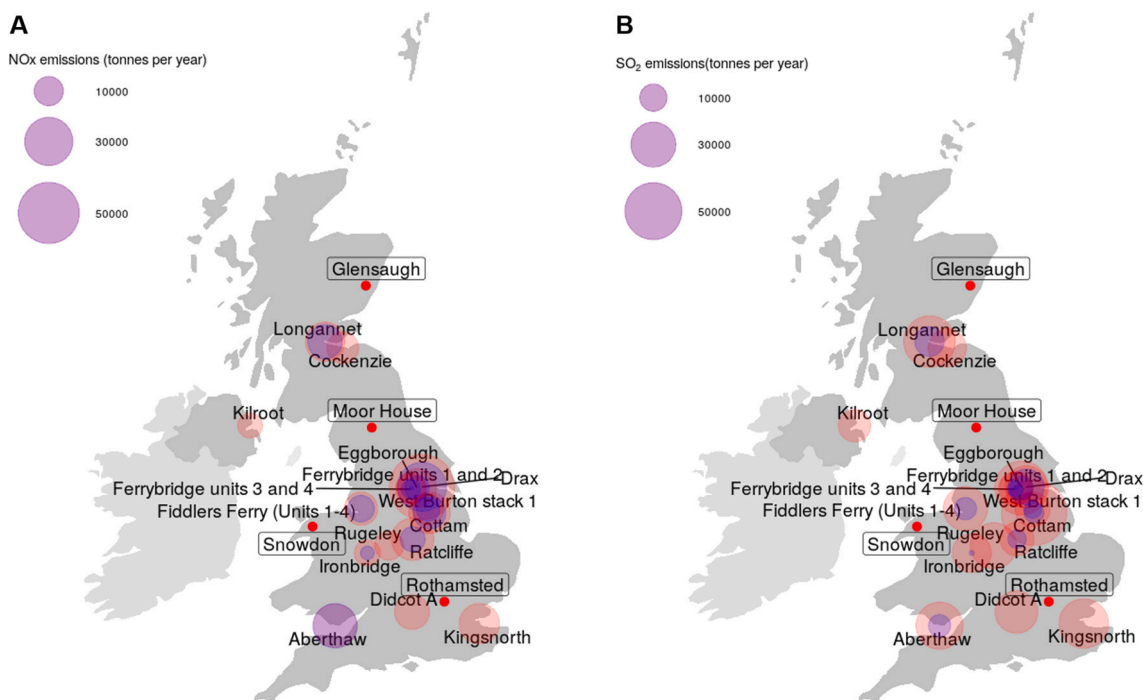 A
NOx emissions (tonnes per year)
10000
30000
50000
Glensaugh
Longannet
Cockenzie
Kilroot
Moor House
Eggborough
Ferrybridge units 1 and 2
Drax
Ferrybridge units 3 and 4
West Burton stack 1
Fiddlers Ferry (Units 1-4)
Cottam
Rugeley
Snowdon
Ratcliffe
Ironbridge
Rothamsted
Didcot A
Aberthaw
Kingsnorth
B
SO₂ emissions(tonnes per year)
10000
30000
50000
Glensaugh
Longannet
Cockenzie
Kilroot
Moor House
Eggborough
Ferrybridge units 1 and 2
Drax
Ferrybridge units 3 and 4
West Burton stack 1
Fiddlers Ferry (Units 1-4)
Cottam
Rugeley
Snowdon
Ratcliffe
Ironbridge
Rothamsted
Didcot A
Aberthaw
Kingsnorth